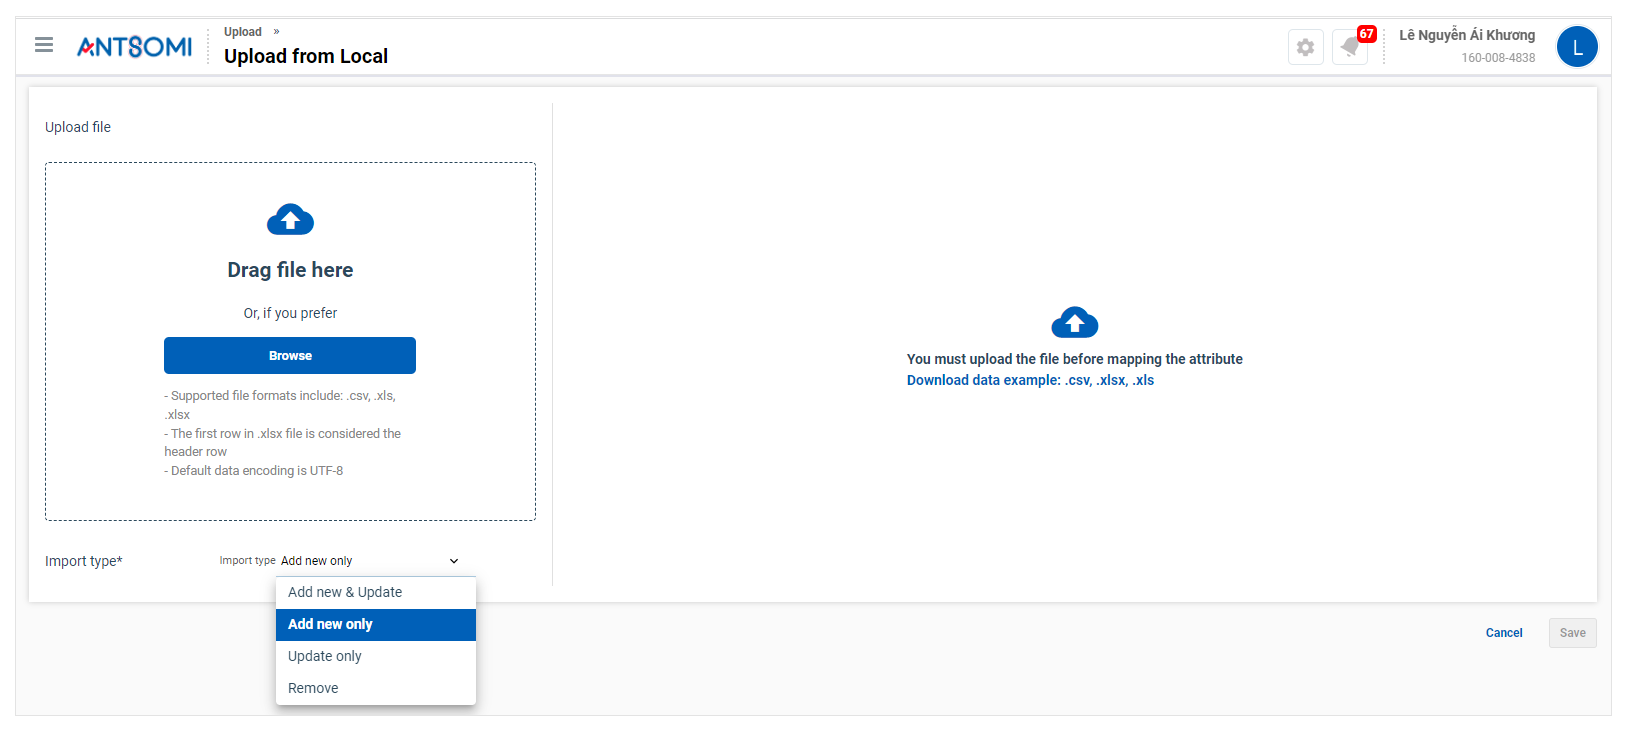 ANTSOMI
Upload »
Upload from Local
67
Lê Nguyễn Ái Khương
160-008-4838
L
Upload file
Drag file here
Or, if you prefer
Browse
- Supported file formats include: .csv, .xls,
.xlsx
- The first row in .xlsx file is considered the
header row
- Default data encoding is UTF-8
You must upload the file before mapping the attribute
Download data example: .csv, .xlsx, .xls
Import type*
Import type Add new only
Add new & Update
Add new only
Update only
Remove
Cancel
Save